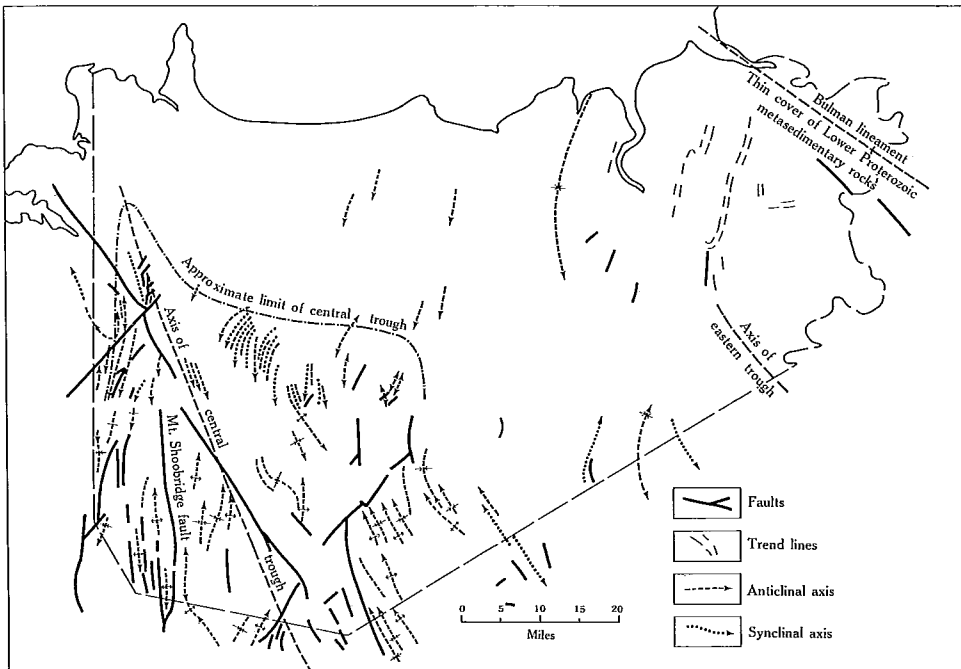 Bulman lineament
Thin cover of Lower Proterozoic
metasedimentary rocks
Approximate limit of central trough
Axis of
central
trough
Axis of
eastern trough
Mt. Shoobridge fault
Faults
Trend lines
Anticlinal axis
Synclinal axis
0 5 10 15 20
Miles